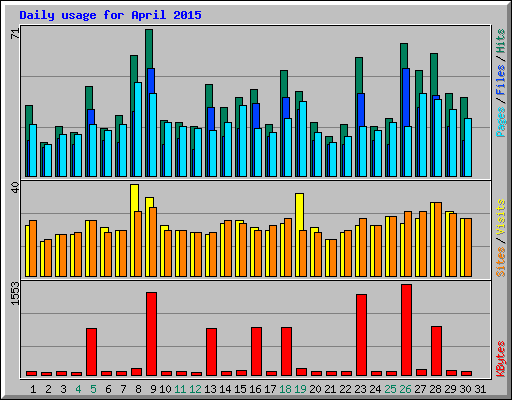 Daily usage for April 2015
71
Pages / Files / Hits
40
Sites / Visits
1553
KBytes
1 2 3 4 5 6 7 8 9 10 11 12 13 14 15 16 17 18 19 20 21 22 23 24 25 26 27 28 29 30 31